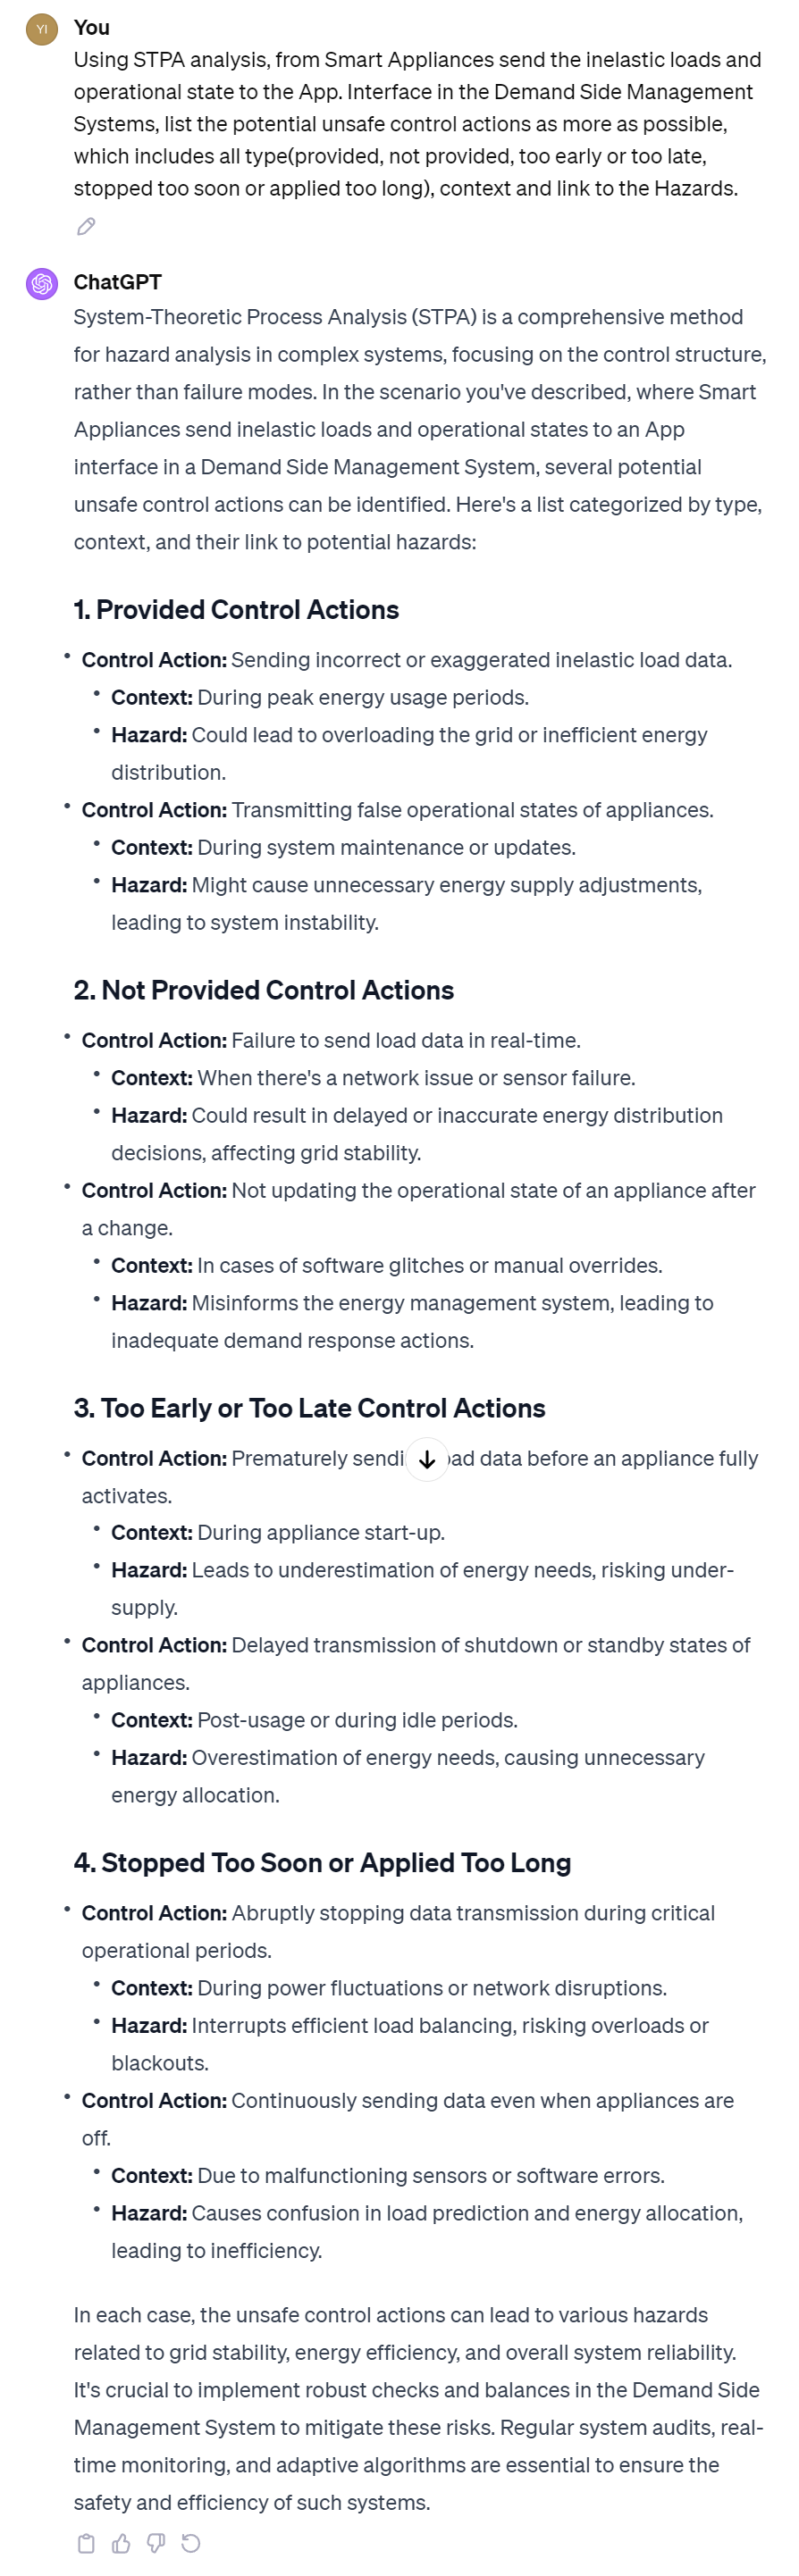 YI
You
Using STPA analysis, from Smart Appliances send the inelastic loads and
operational state to the App. Interface in the Demand Side Management
Systems, list the potential unsafe control actions as more as possible,
which includes all type(provided, not provided, too early or too late,
stopped too soon or applied too long), context and link to the Hazards.
ChatGPT
System-Theoretic Process Analysis (STPA) is a comprehensive method
for hazard analysis in complex systems, focusing on the control structure,
rather than failure modes. In the scenario you've described, where Smart
Appliances send inelastic loads and operational states to an App
interface in a Demand Side Management System, several potential
unsafe control actions can be identified. Here's a list categorized by type,
context, and their link to potential hazards:
1. Provided Control Actions
• Control Action: Sending incorrect or exaggerated inelastic load data.
• Context: During peak energy usage periods.
• Hazard: Could lead to overloading the grid or inefficient energy
distribution.
• Control Action: Transmitting false operational states of appliances.
• Context: During system maintenance or updates.
• Hazard: Might cause unnecessary energy supply adjustments,
leading to system instability.
2. Not Provided Control Actions
• Control Action: Failure to send load data in real-time.
• Context: When there's a network issue or sensor failure.
• Hazard: Could result in delayed or inaccurate energy distribution
decisions, affecting grid stability.
• Control Action: Not updating the operational state of an appliance after
a change.
• Context: In cases of software glitches or manual overrides.
• Hazard: Misinforms the energy management system, leading to
inadequate demand response actions.
3. Too Early or Too Late Control Actions
• Control Action: Prematurely sendi ad data before an appliance fully
activates.
• Context: During appliance start-up.
• Hazard: Leads to underestimation of energy needs, risking under-
supply.
• Control Action: Delayed transmission of shutdown or standby states of
appliances.
• Context: Post-usage or during idle periods.
• Hazard: Overestimation of energy needs, causing unnecessary
energy allocation.
4. Stopped Too Soon or Applied Too Long
• Control Action: Abruptly stopping data transmission during critical
operational periods.
• Context: During power fluctuations or network disruptions.
• Hazard: Interrupts efficient load balancing, risking overloads or
blackouts.
• Control Action: Continuously sending data even when appliances are
off.
• Context: Due to malfunctioning sensors or software errors.
• Hazard: Causes confusion in load prediction and energy allocation,
leading to inefficiency.
In each case, the unsafe control actions can lead to various hazards
related to grid stability, energy efficiency, and overall system reliability.
It's crucial to implement robust checks and balances in the Demand Side
Management System to mitigate these risks. Regular system audits, real-
time monitoring, and adaptive algorithms are essential to ensure the
safety and efficiency of such systems.